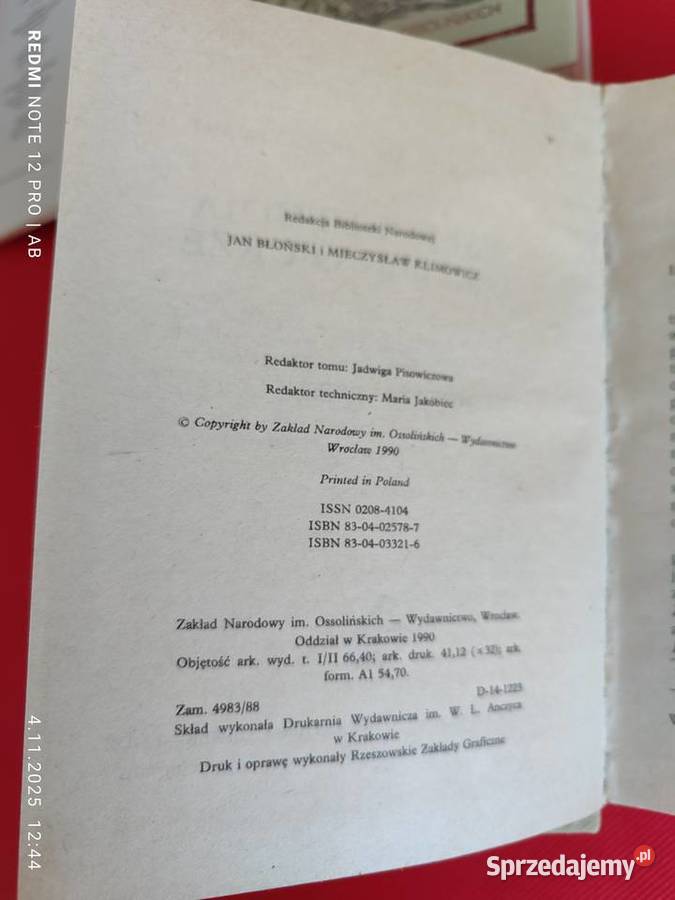 SOLIŃSKICH
Redakcja Biblioteki Narodowej
JAN BŁOŃSKI i MIECZYSŁAW KLIMOWICZ
Redaktor tomu: Jadwiga Pisowiczowa
Redaktor techniczny: Maria Jakóbiec
© Copyright by Zakład Narodowy im. Ossolińskich — Wydawnictwo
Wrocław 1990
Printed in Poland
ISSN 0208-4104
ISBN 83-04-02578-7
ISBN 83-04-03321-6
Zakład Narodowy im. Ossolińskich — Wydawnictwo, Wrocław.
Oddział w Krakowie 1990
Objętość ark. wyd. t. I/II 66,40; ark. druk. 41,12 (×32); ark.
form. A1 54,70.
Zam. 4983/88
D-14-1223
Skład wykonała Drukarnia Wydawnicza im. W. L. Anczyca
w Krakowie
Druk i oprawę wykonały Rzeszowskie Zakłady Graficzne
REDMI NOTE 12 PRO | AB
4.11.2025 12:44
Sprzedajemy.pl